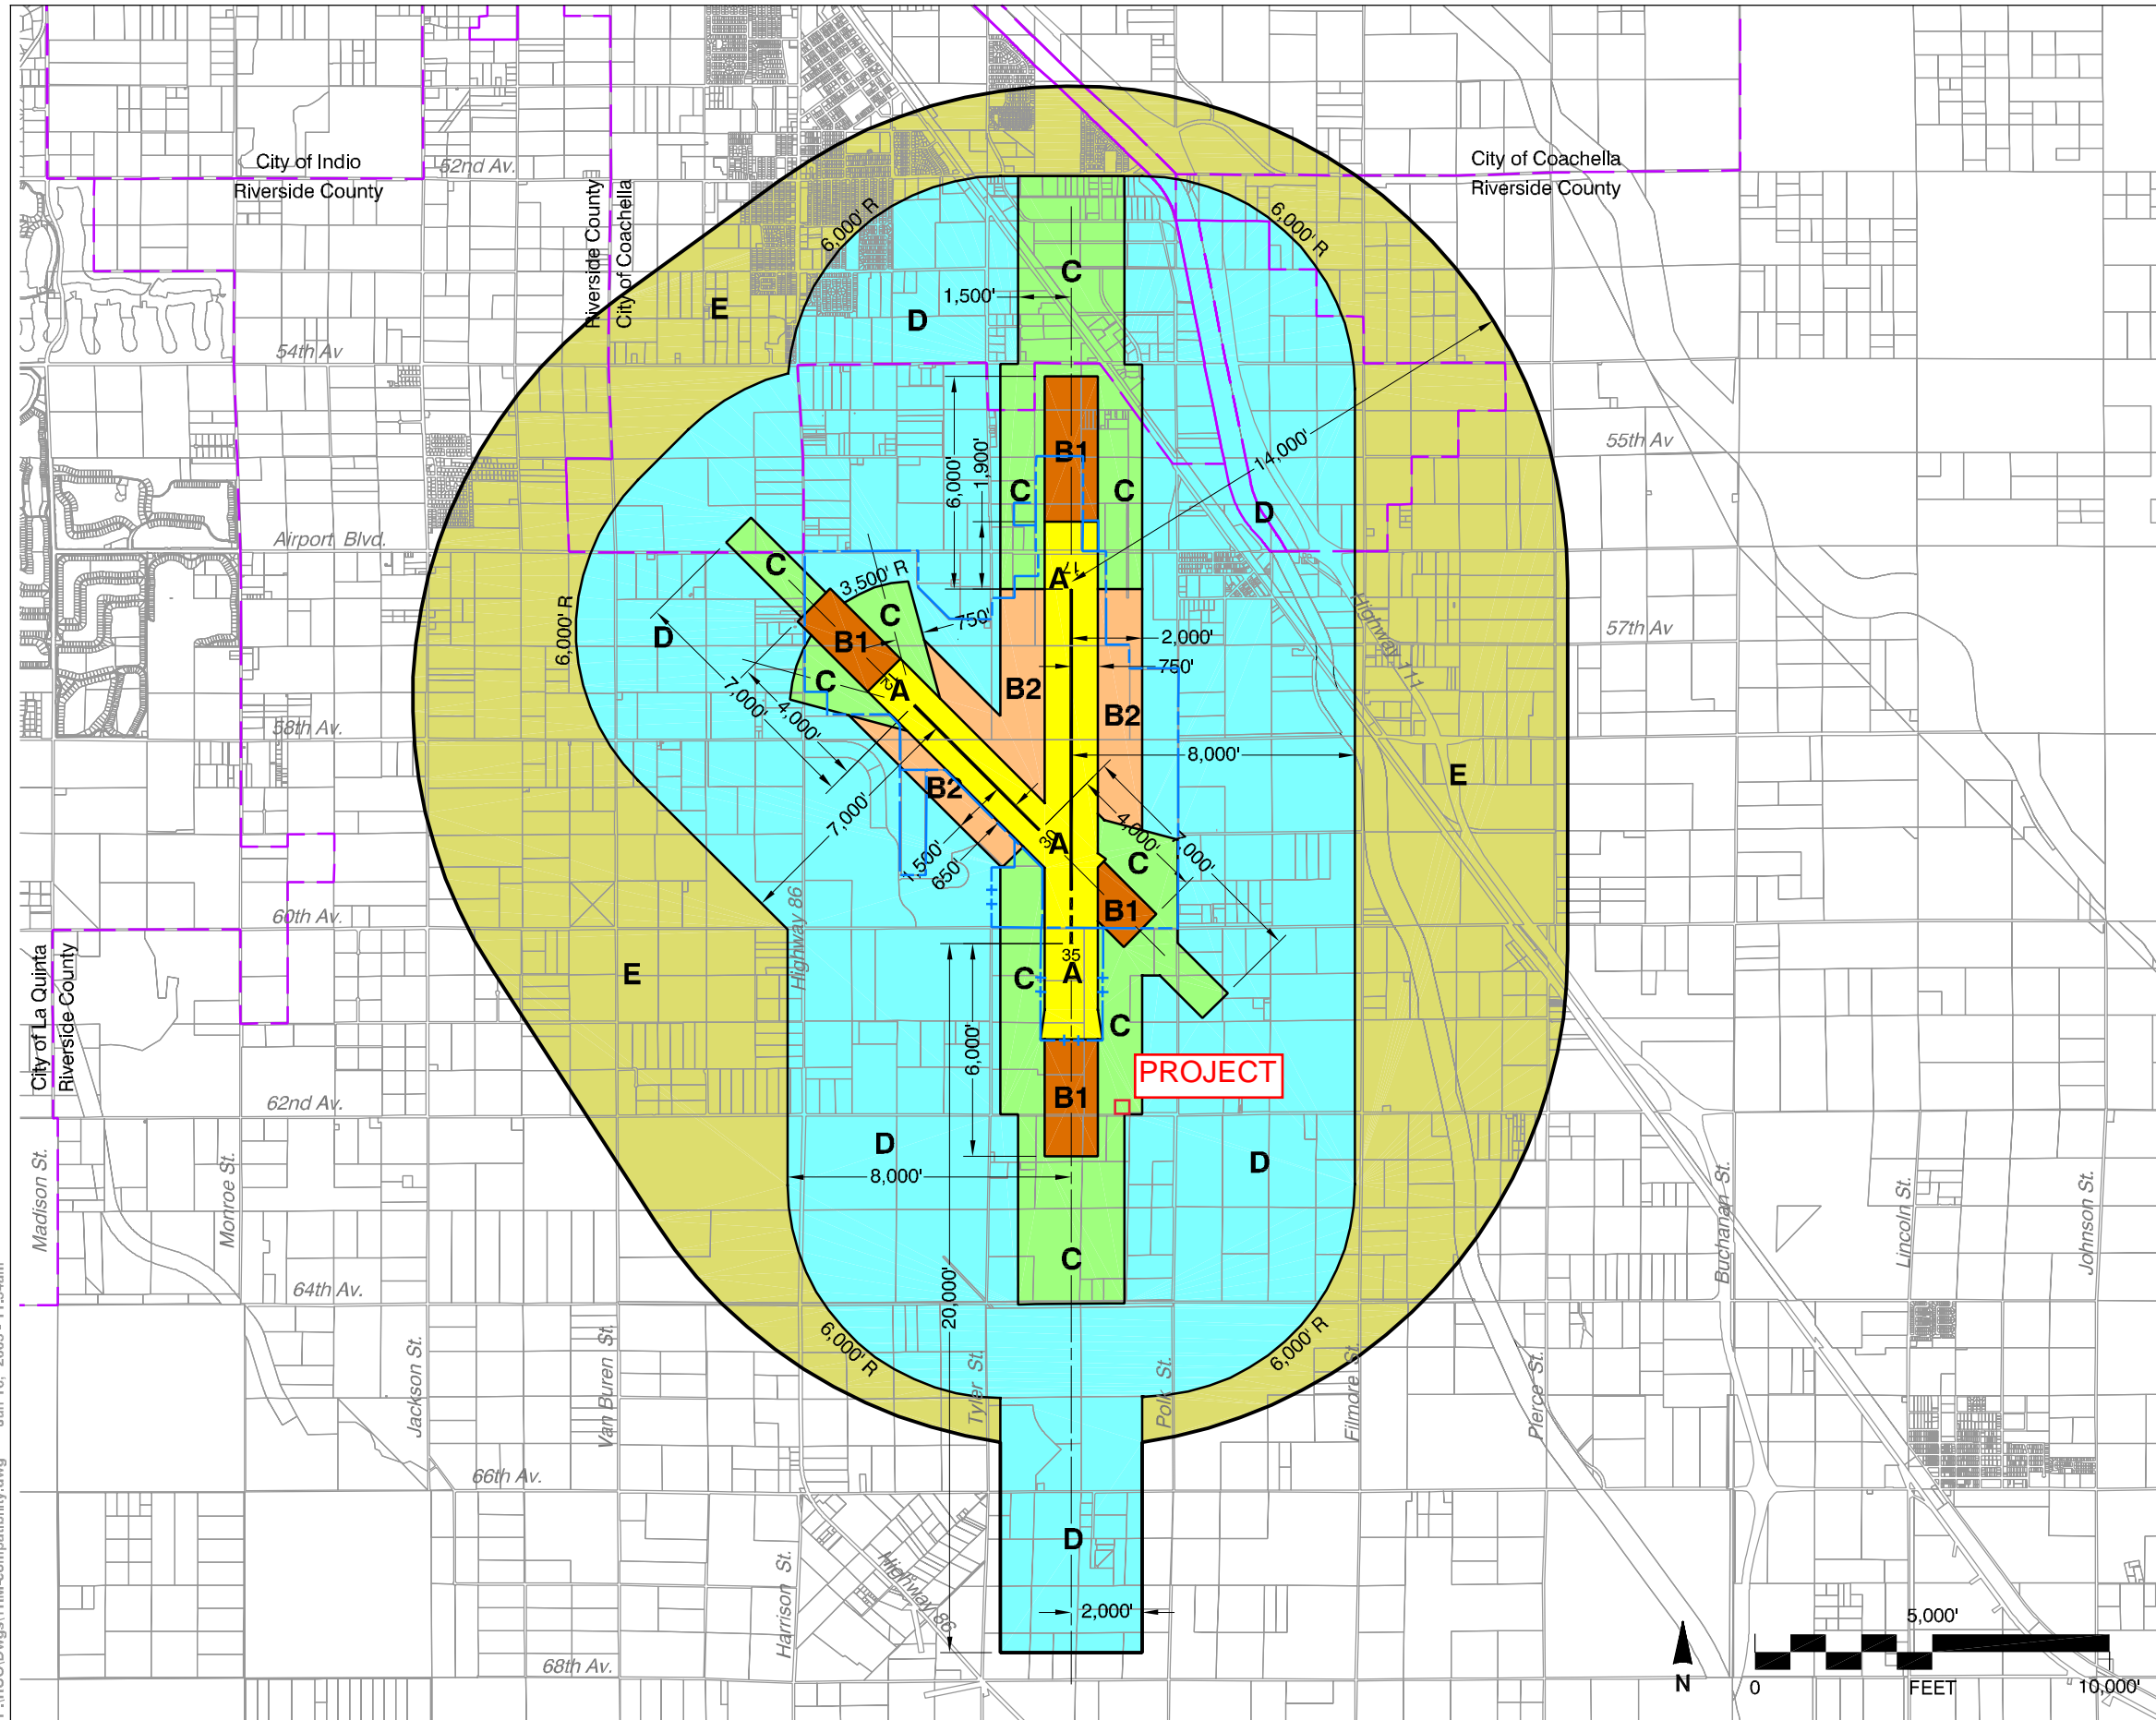 City of Indio
52nd Av.
Riverside County
Riverside County
City of Coachella
City of Coachella
Riverside County
6,000' R
6,000' R
C
1,500'
E
D
54th Av
14,000'
55th Av
B1
6,000'
1,900'
C
C
D
Airport Blvd.
C
3,500' R
A
17
C
750'
Highway 111
57th Av
6,000' R
D
B1
2,000'
750'
C
A
B2
B2
7,000'
4,000'
58th Av.
8,000'
E
B2
7,000'
30
A
4,000'
C
1,500'
650'
Highway 86
60th Av.
B1
City of La Quinta
Riverside County
E
35
C
A
C
6,000'
PROJECT
62nd Av.
B1
D
D
8,000'
Madison St.
Monroe St.
Buchanan St.
Lincoln St.
Johnson St.
C
64th Av.
20,000'
6,000' R
6,000' R
Jackson St.
Van Buren St.
Tyler St.
Polk St.
Filmore St.
Pierce St.
66th Av.
D
Harrison St.
Highway 86
2,000'
5,000'
68th Av.
N
0
FEET
10,000'